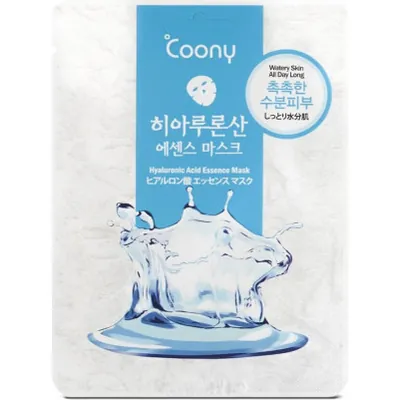 °Coony
Watery Skin
All Day Long
촉촉한
수분피부
しっとり水分肌
히아루론산
에센스 마스크
Hyaluronic Acid Essence Mask
ヒアルロン酸 エッセンス マスク